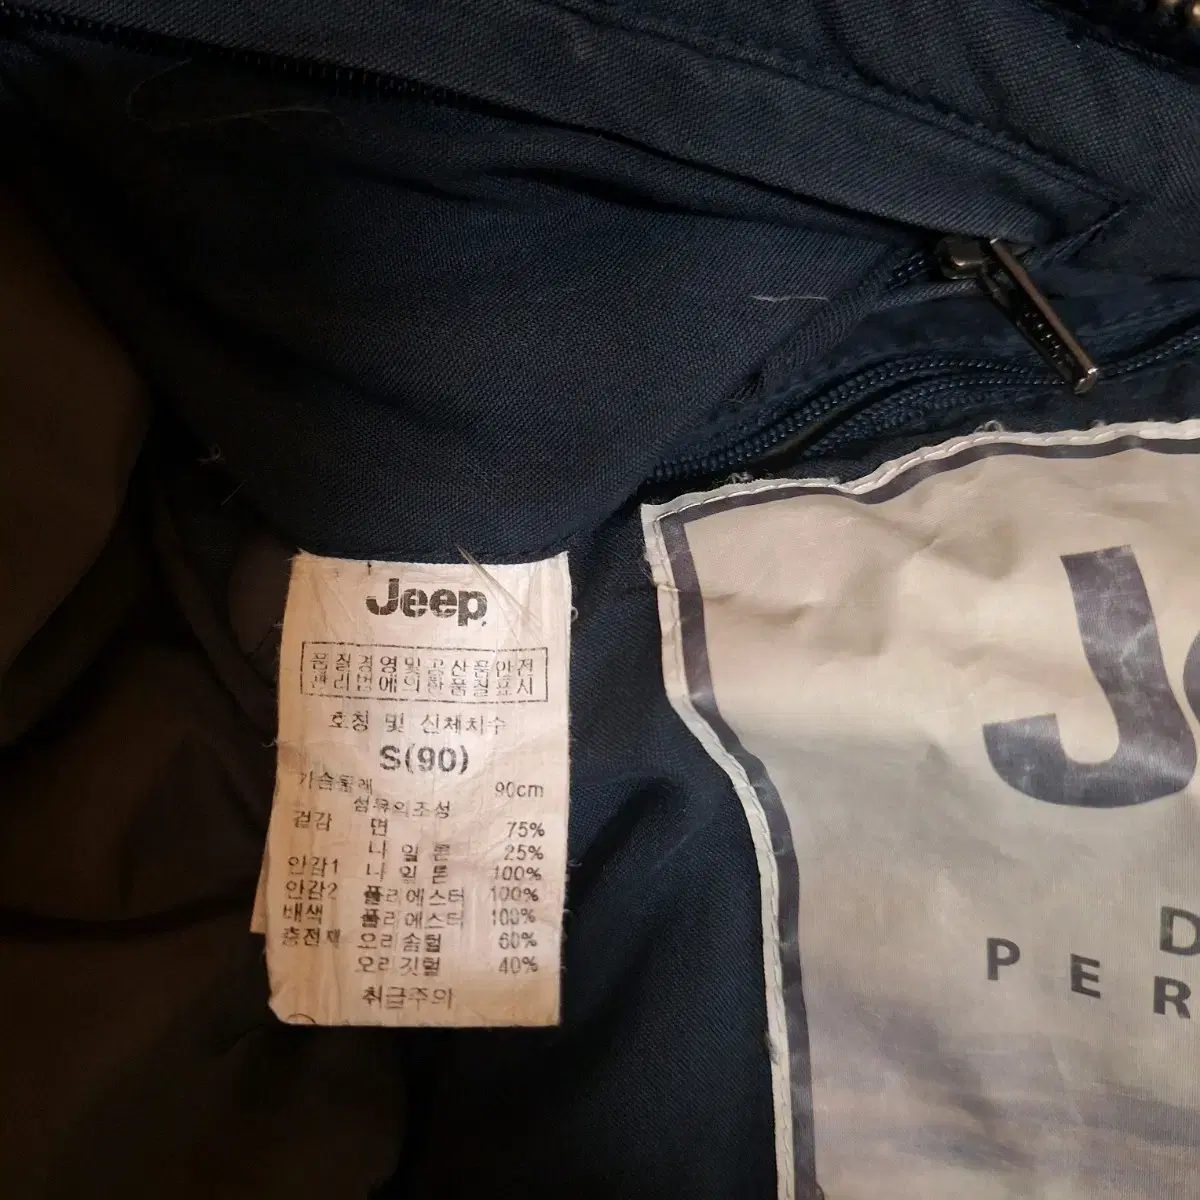 Jeep
품질경영및공산품안전
관리법에의한품질표시
호칭 및 신체치수
S(90)
가슴둘레 90cm
섬유의조성
겉감 면 75%
나일론 25%
안감1 나일론 100%
안감2 폴리에스터 100%
배색 폴리에스터 100%
충전재 오리솜털 60%
오리깃털 40%
취급주의
J
D
PER